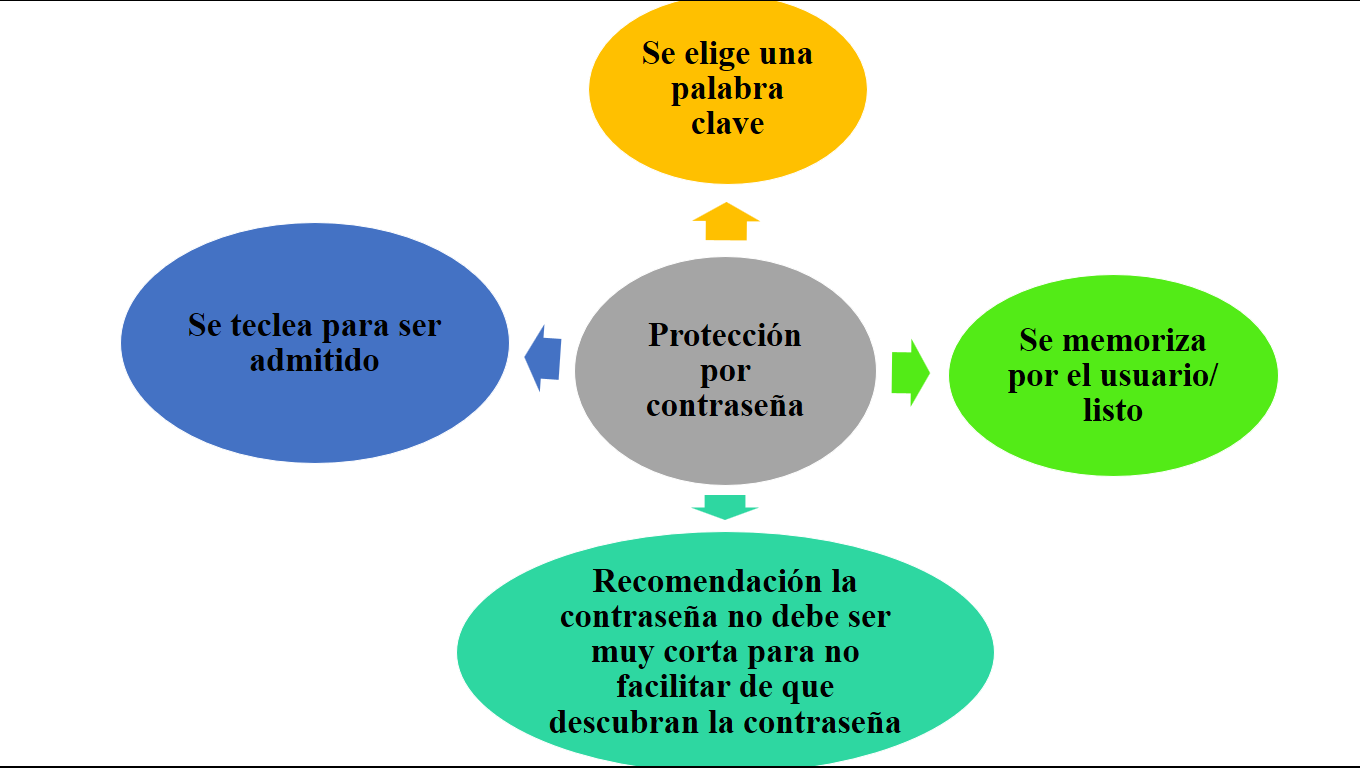 Se elige una
palabra
clave
Se teclea para ser
admitido
Protección
por
contraseña
Se memoriza
por el usuario/
listo
Recomendación la
contraseña no debe ser
muy corta para no
facilitar de que
descubran la contraseña